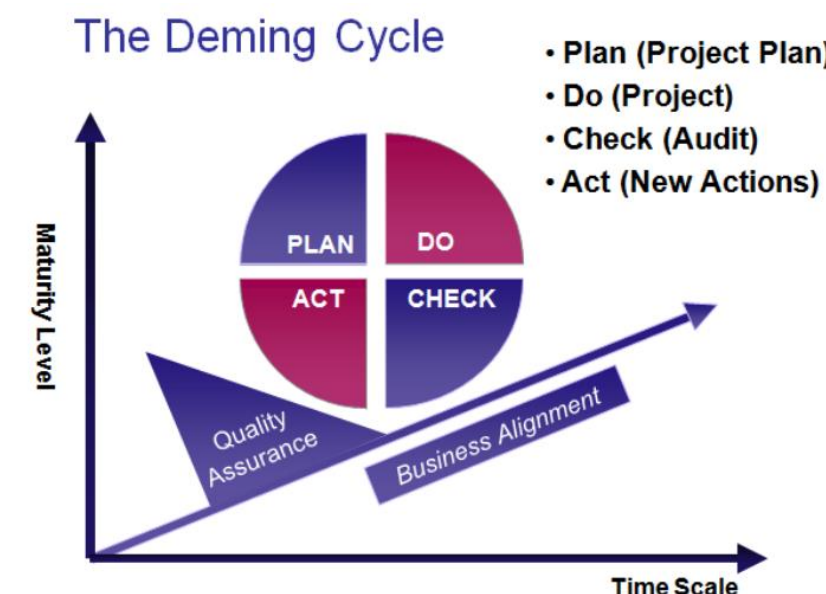 The Deming Cycle
• Plan (Project Plan)
• Do (Project)
• Check (Audit)
• Act (New Actions)
Maturity Level
PLAN
DO
ACT
CHECK
Quality
Assurance
Business Alignment
Time Scale